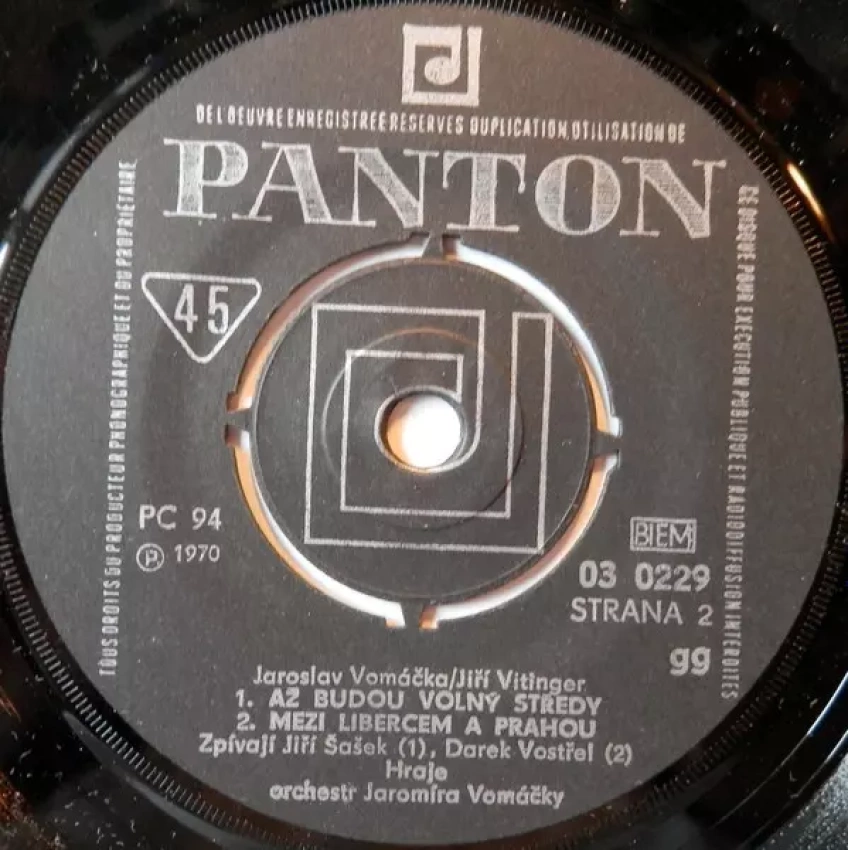 DE L'OEUVRE ENREGISTREE RESERVES DUPLICATION, UTILISATION DE
PANTON
TOUS DROITS DU PRODUCTEUR PHONOGRAPHIQUE ET DU PROPRIETAIRE
CE DISQUE POUR EXECUTION PUBLIQUE ET RADIODIFFUSION INTERDITES
45
PC 94
Ⓟ 1970
BIEM
03 0229
STRANA 2
gg
Jaroslav Vomáčka/Jiří Vitinger
1. AŽ BUDOU VOLNÝ STŘEDY
2. MEZI LIBERCEM A PRAHOU
Zpívají Jiří Šašek (1), Darek Vostřel (2)
Hraje
orchestr Jaromíra Vomáčky